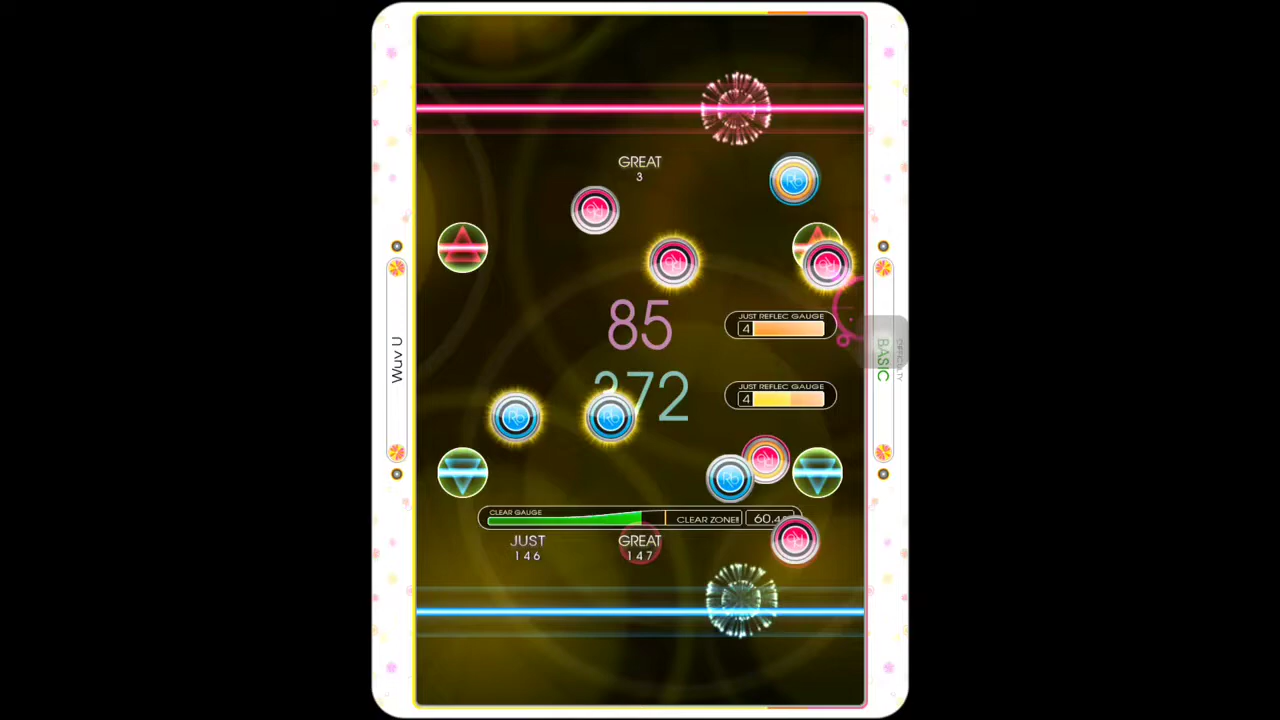 GREAT
3
85
372
JUST REFLEC GAUGE
4
JUST REFLEC GAUGE
4
Wuv U
BASIC
DIFFICULTY
CLEAR GAUGE
CLEAR ZONE!!
JUST
146
GREAT
147